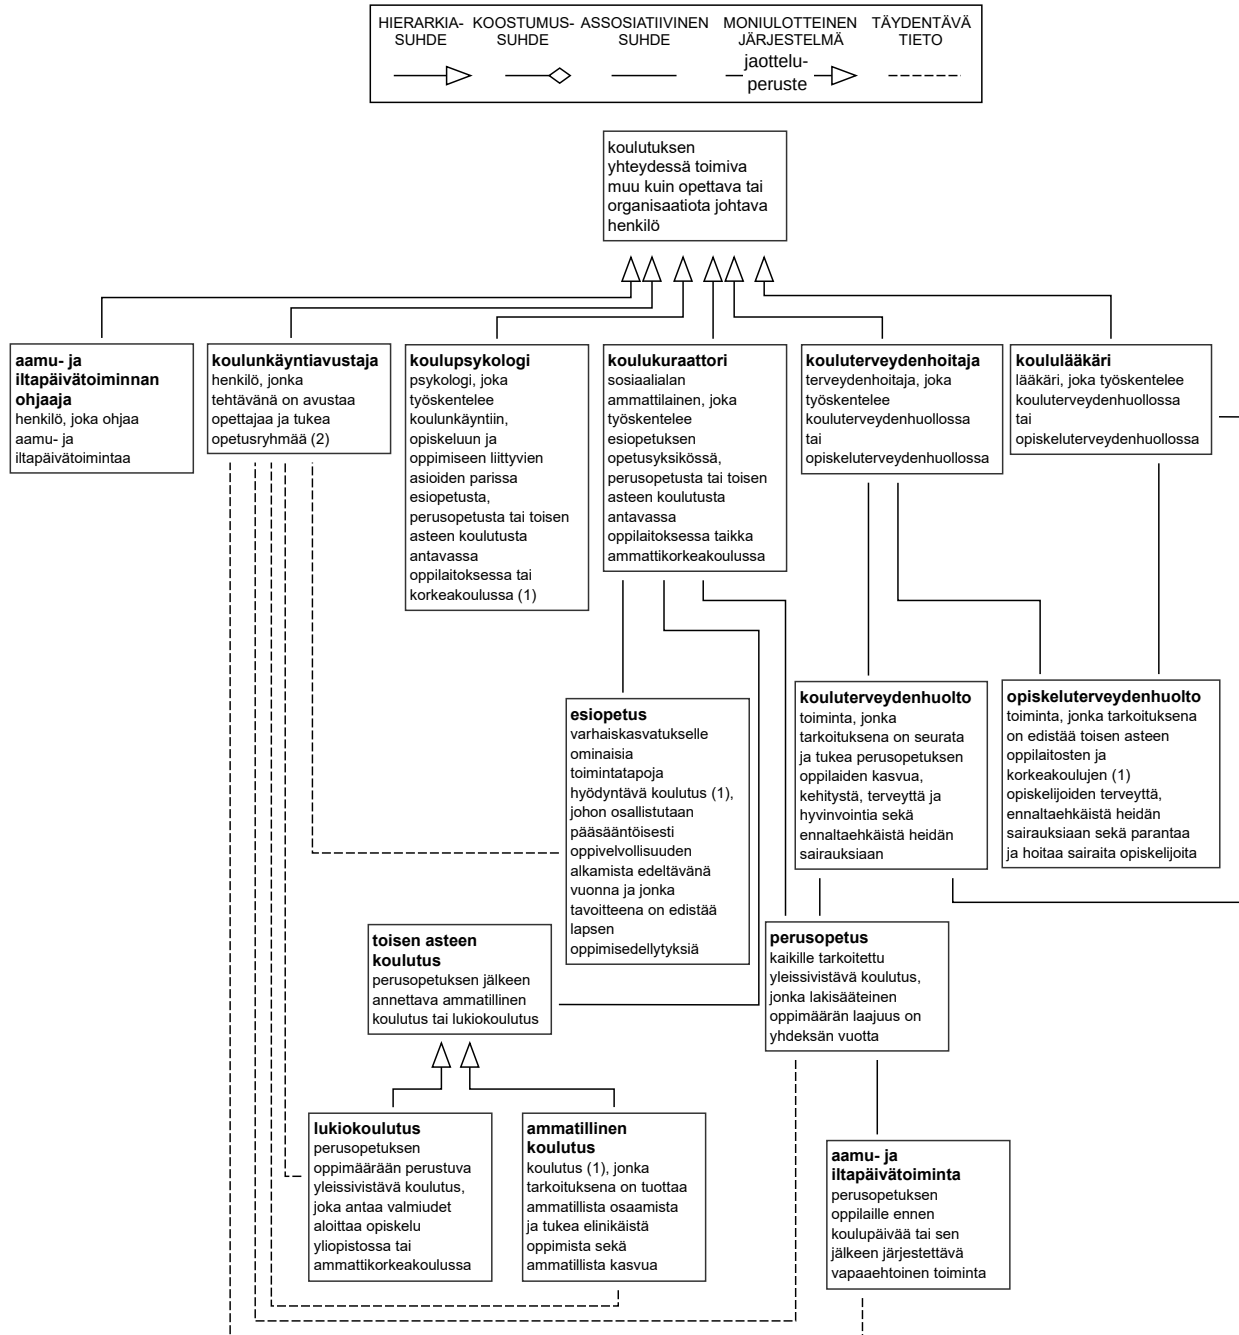 HIERARKIA-
SUHDE
KOOSTUMUS-
SUHDE
ASSOSIATIIVINEN
SUHDE
MONIULOTTEINEN
JÄRJESTELMÄ
TÄYDENTÄVÄ
TIETO
jaottelu-
peruste
koulutuksen
yhteydessä toimiva
muu kuin opettava tai
organisaatiota johtava
henkilö
aamu- ja
iltapäivätoiminnan
ohjaaja
henkilö, joka ohjaa
aamu- ja
iltapäivätoimintaa
koulunkäyntiavustaja
henkilö, jonka
tehtävänä on avustaa
opettajaa ja tukea
opetusryhmää (2)
koulupsykologi
psykologi, joka
työskentelee
koulunkäyntiin,
opiskeluun ja
oppimiseen liittyvien
asioiden parissa
esiopetusta,
perusopetusta tai toisen
asteen koulutusta
antavassa
oppilaitoksessa tai
korkeakoulussa (1)
koulukuraattori
sosiaalialan
ammattilainen, joka
työskentelee
esiopetuksen
opetusyksikössä,
perusopetusta tai toisen
asteen koulutusta
antavassa
oppilaitoksessa taikka
ammattikorkeakoulussa
kouluterveydenhoitaja
terveydenhoitaja, joka
työskentelee
kouluterveydenhuollossa
tai
opiskeluterveydenhuollossa
koululääkäri
lääkäri, joka työskentelee
kouluterveydenhuollossa
tai
opiskeluterveydenhuollossa
esiopetus
varhaiskasvatukselle
ominaisia
toimintatapoja
hyödyntävä koulutus (1),
johon osallistutaan
pääsääntöisesti
oppivelvollisuuden
alkamista edeltävänä
vuonna ja jonka
tavoitteena on edistää
lapsen
oppimisedellytyksiä
kouluterveydenhuolto
toiminta, jonka
tarkoituksena on seurata
ja tukea perusopetuksen
oppilaiden kasvua,
kehitystä, terveyttä ja
hyvinvointia sekä
ennaltaehkäistä heidän
sairauksiaan
opiskeluterveydenhuolto
toiminta, jonka tarkoituksena
on edistää toisen asteen
oppilaitosten ja
korkeakoulujen (1)
opiskelijoiden terveyttä,
ennaltaehkäistä heidän
sairauksiaan sekä parantaa
ja hoitaa sairaita opiskelijoita
toisen asteen
koulutus
perusopetuksen jälkeen
annettava ammatillinen
koulutus tai lukiokoulutus
perusopetus
kaikille tarkoitettu
yleissivistävä koulutus,
jonka lakisääteinen
oppimäärän laajuus on
yhdeksän vuotta
lukiokoulutus
perusopetuksen
oppimäärään perustuva
yleissivistävä koulutus,
joka antaa valmiudet
aloittaa opiskelu
yliopistossa tai
ammattikorkeakoulussa
ammatillinen
koulutus
koulutus (1), jonka
tarkoituksena on tuottaa
ammatillista osaamista
ja tukea elinikäistä
oppimista sekä
ammatillista kasvua
aamu- ja
iltapäivätoiminta
perusopetuksen
oppilaille ennen
koulupäivää tai sen
jälkeen järjestettävä
vapaaehtoinen toiminta